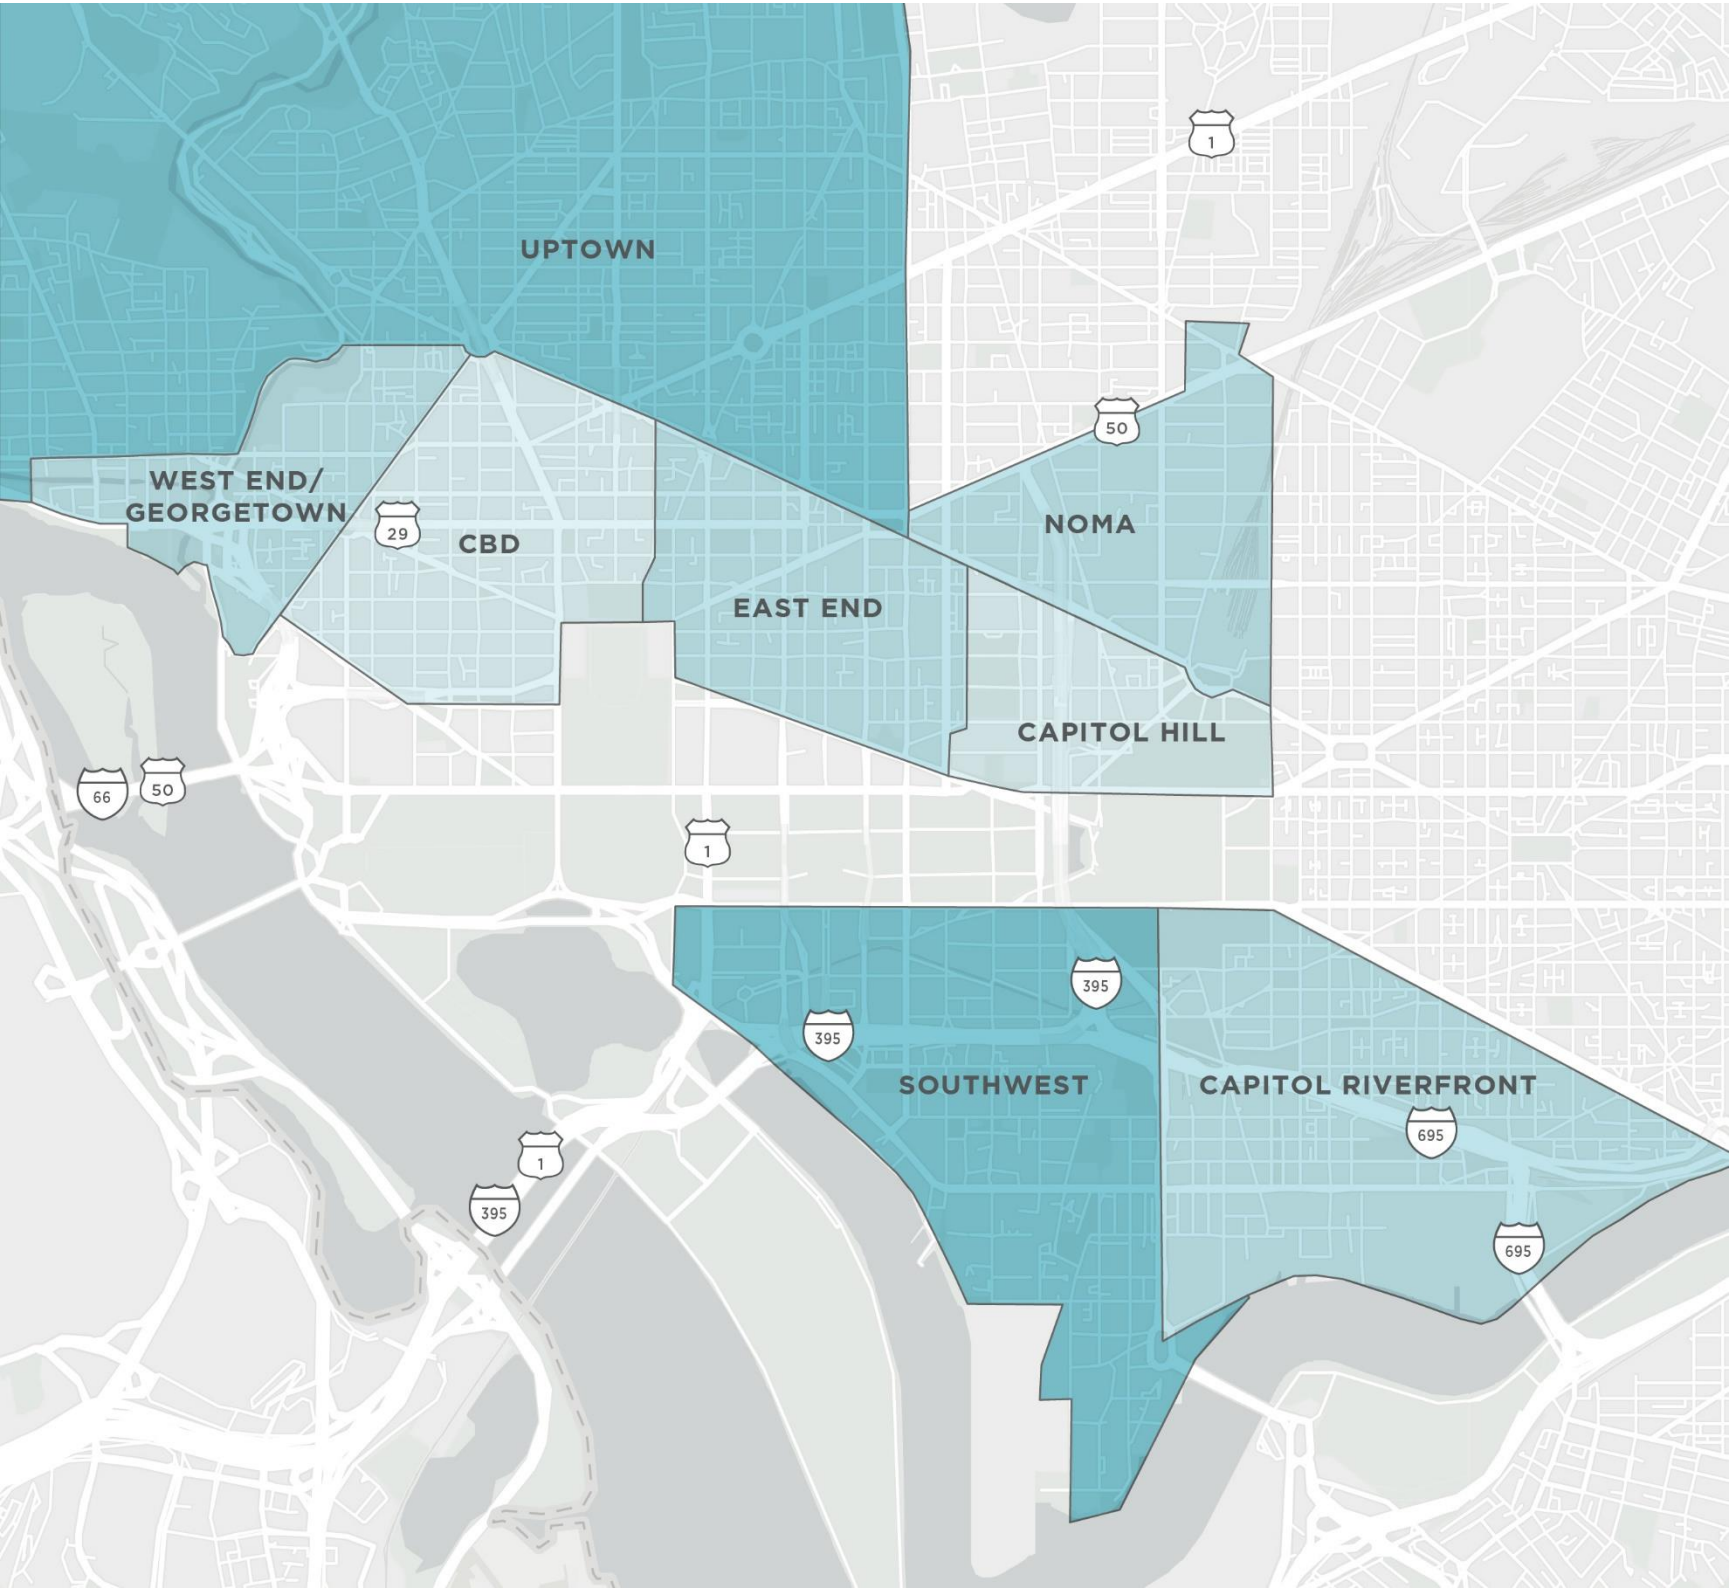 1
UPTOWN
50
WEST END/
GEORGETOWN
29
CBD
NOMA
EAST END
CAPITOL HILL
66
50
1
395
395
SOUTHWEST
CAPITOL RIVERFRONT
695
1
395
695